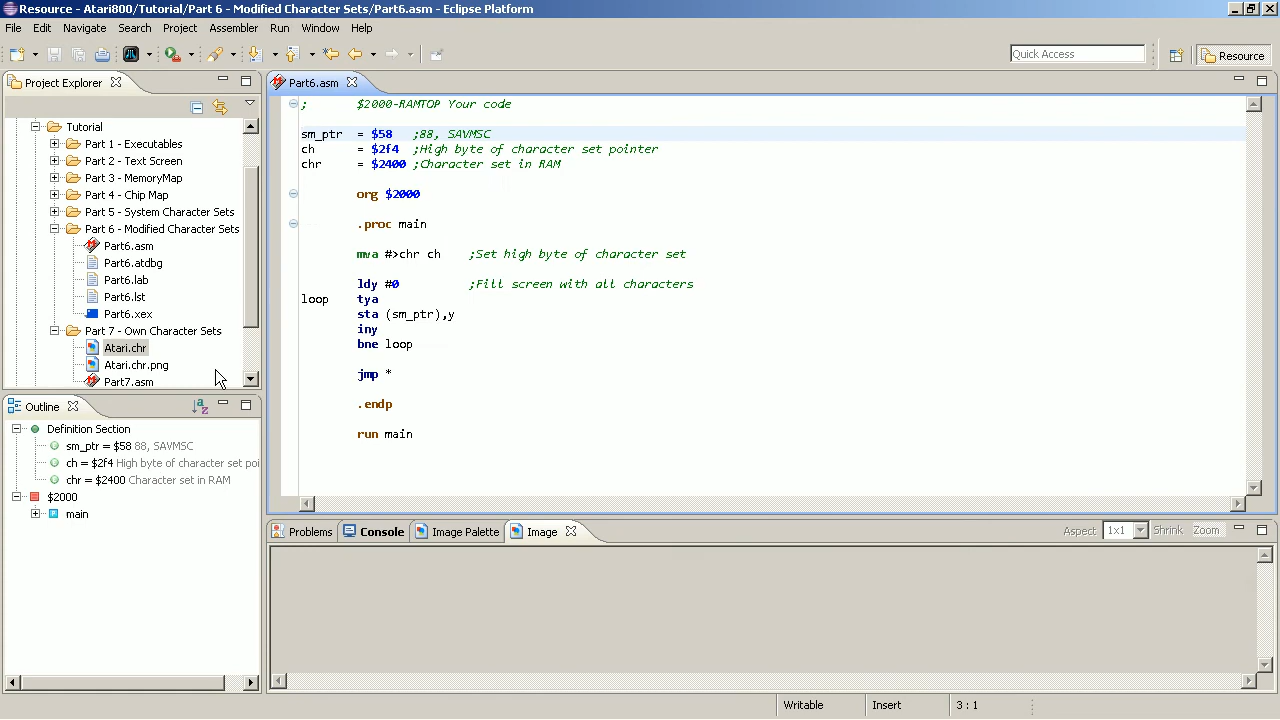 Resource - Atari800/Tutorial/Part 6 - Modified Character Sets/Part6.asm - Eclipse Platform
File Edit Navigate Search Project Assembler Run Window Help
Quick Access
Resource
Project Explorer
Tutorial
Part 1 - Executables
Part 2 - Text Screen
Part 3 - MemoryMap
Part 4 - Chip Map
Part 5 - System Character Sets
Part 6 - Modified Character Sets
Part6.asm
Part6.atdbg
Part6.lab
Part6.lst
Part6.xex
Part 7 - Own Character Sets
Atari.chr
Atari.chr.png
Part7.asm
Outline
Definition Section
sm_ptr = $58 88, SAVMSC
ch = $2f4 High byte of character set poi
chr = $2400 Character set in RAM
$2000
main
Part6.asm
; $2000-RAMTOP Your code
sm_ptr = $58 ;88, SAVMSC
ch = $2f4 ;High byte of character set pointer
chr = $2400 ;Character set in RAM
org $2000
.proc main
mva #>chr ch ;Set high byte of character set
ldy #0 ;Fill screen with all characters
loop tya
sta (sm_ptr),y
iny
bne loop
jmp *
.endp
run main
Problems Console Image Palette Image Aspect 1x1 Shrink Zoom
Writable Insert 3 : 1